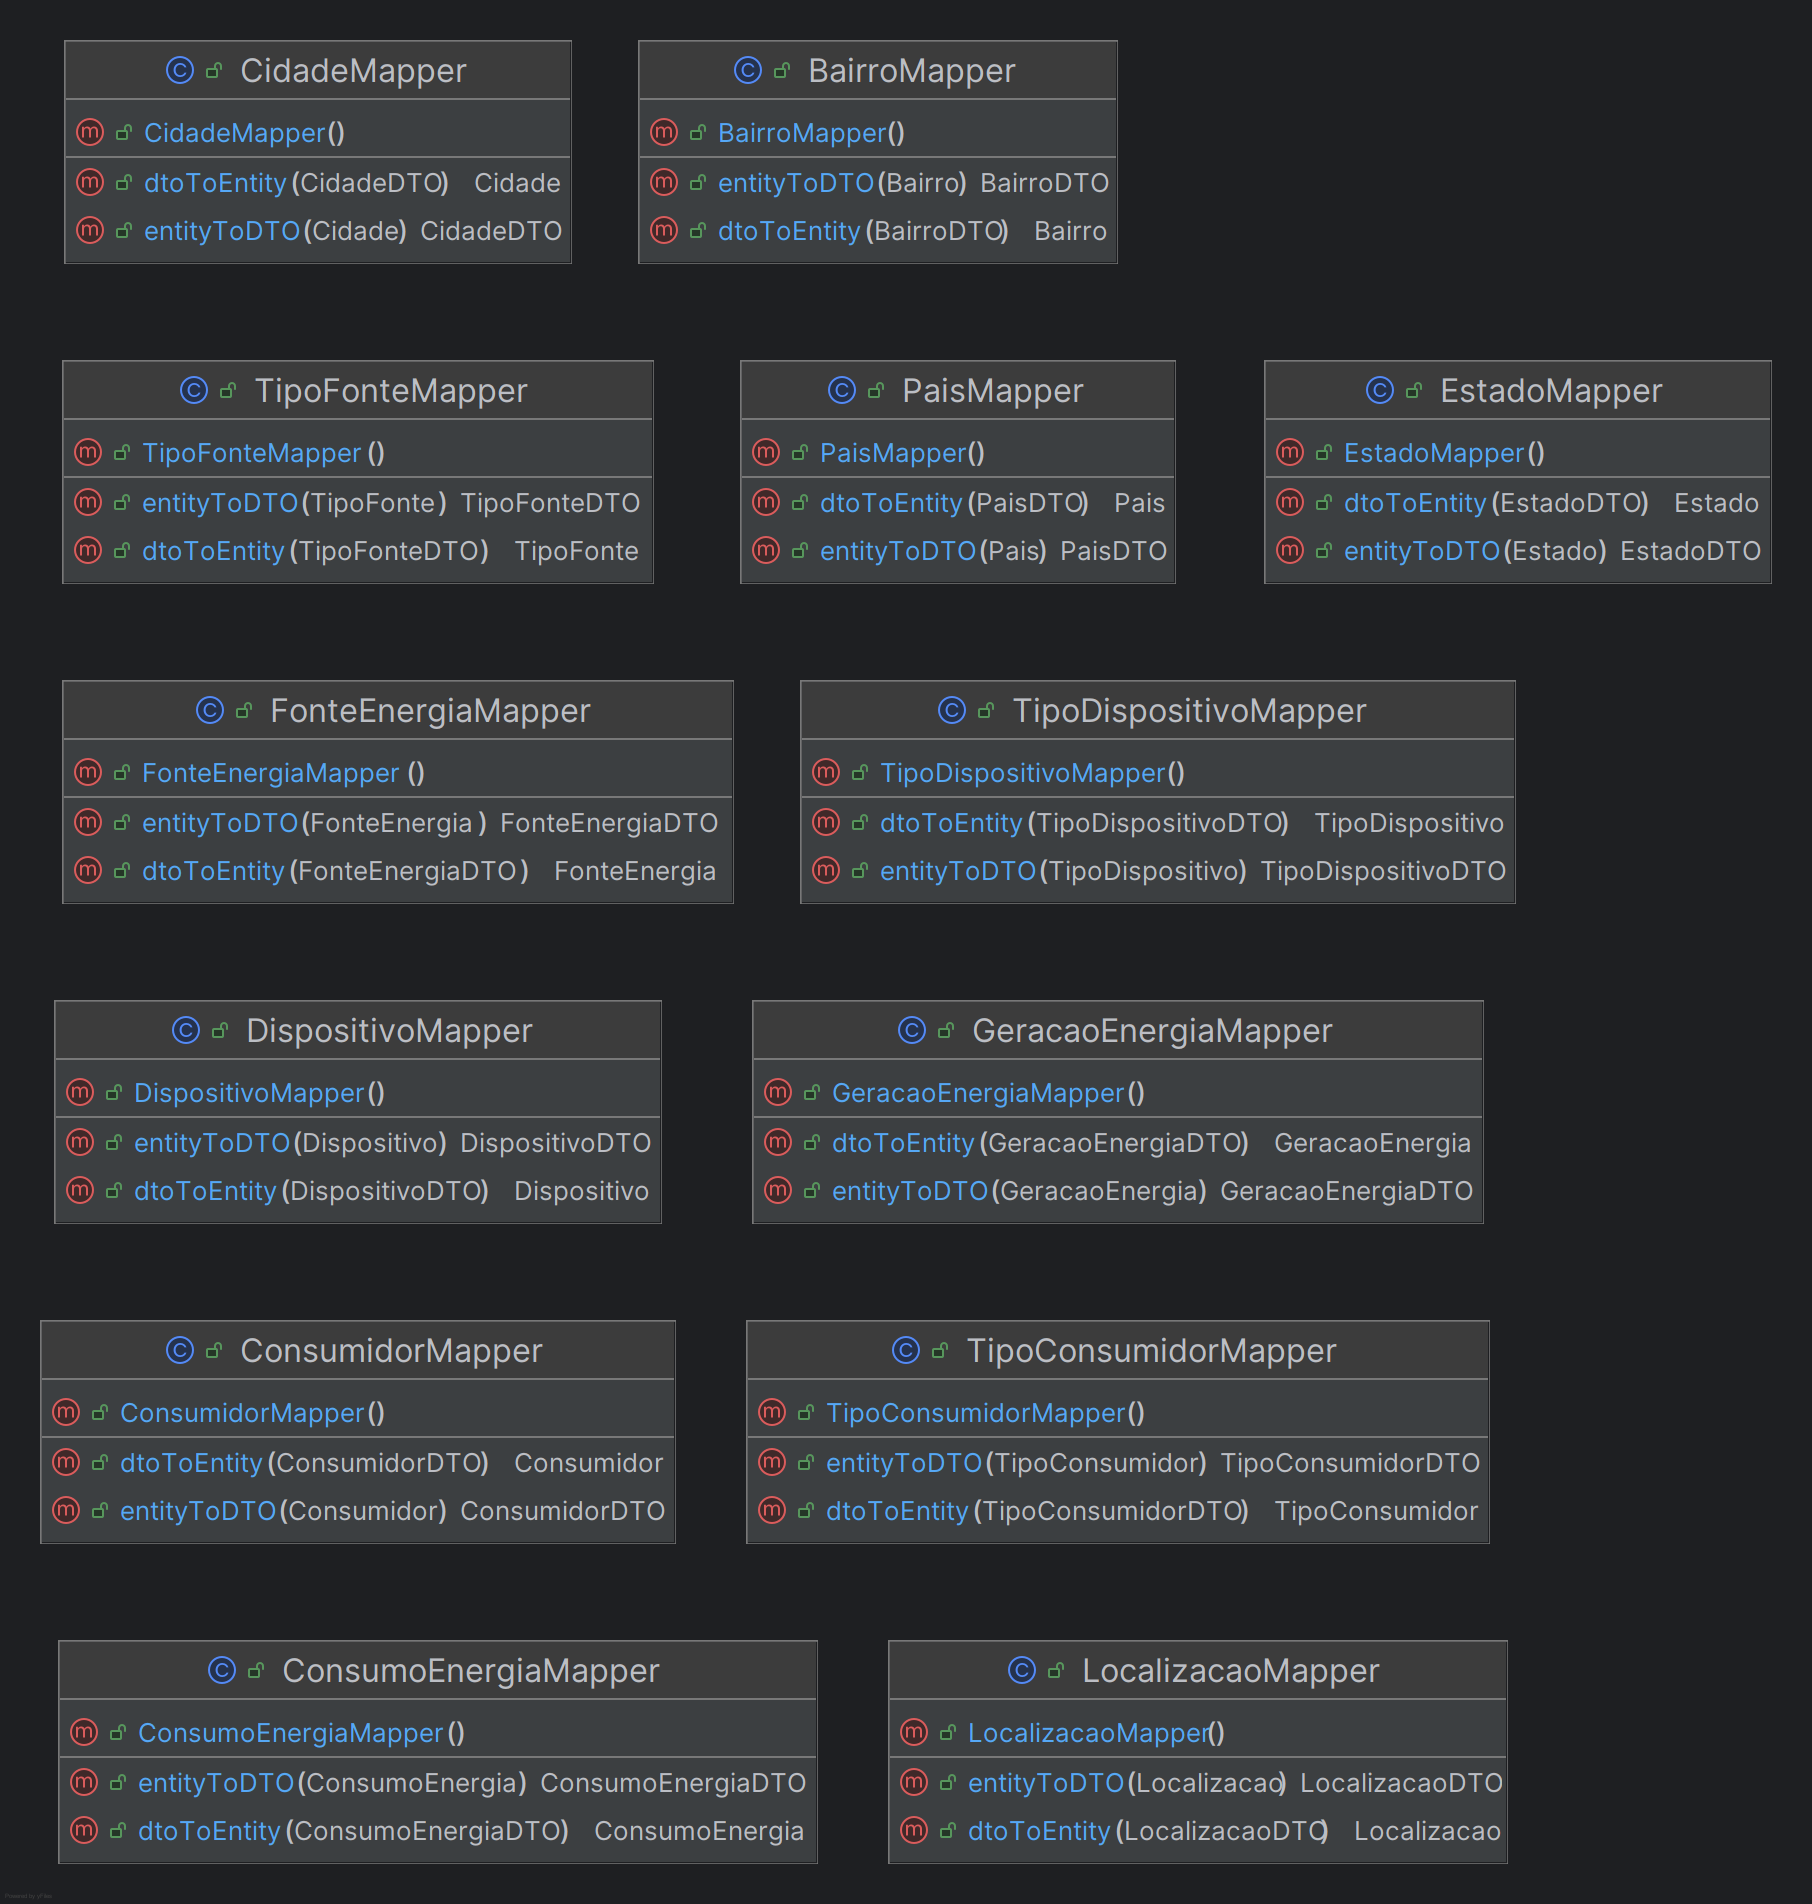 CidadeMapper
CidadeMapper()
dtoToEntity(CidadeDTO) Cidade
entityToDTO(Cidade) CidadeDTO
BairroMapper
BairroMapper()
entityToDTO(Bairro) BairroDTO
dtoToEntity(BairroDTO) Bairro
TipoFonteMapper
TipoFonteMapper()
entityToDTO(TipoFonte) TipoFonteDTO
dtoToEntity(TipoFonteDTO) TipoFonte
PaisMapper
PaisMapper()
dtoToEntity(PaisDTO) Pais
entityToDTO(Pais) PaisDTO
EstadoMapper
EstadoMapper()
dtoToEntity(EstadoDTO) Estado
entityToDTO(Estado) EstadoDTO
FonteEnergiaMapper
FonteEnergiaMapper()
entityToDTO(FonteEnergia) FonteEnergiaDTO
dtoToEntity(FonteEnergiaDTO) FonteEnergia
TipoDispositivoMapper
TipoDispositivoMapper()
dtoToEntity(TipoDispositivoDTO) TipoDispositivo
entityToDTO(TipoDispositivo) TipoDispositivoDTO
DispositivoMapper
DispositivoMapper()
entityToDTO(Dispositivo) DispositivoDTO
dtoToEntity(DispositivoDTO) Dispositivo
GeracaoEnergiaMapper
GeracaoEnergiaMapper()
dtoToEntity(GeracaoEnergiaDTO) GeracaoEnergia
entityToDTO(GeracaoEnergia) GeracaoEnergiaDTO
ConsumidorMapper
ConsumidorMapper()
dtoToEntity(ConsumidorDTO) Consumidor
entityToDTO(Consumidor) ConsumidorDTO
TipoConsumidorMapper
TipoConsumidorMapper()
entityToDTO(TipoConsumidor) TipoConsumidorDTO
dtoToEntity(TipoConsumidorDTO) TipoConsumidor
ConsumoEnergiaMapper
ConsumoEnergiaMapper()
entityToDTO(ConsumoEnergia) ConsumoEnergiaDTO
dtoToEntity(ConsumoEnergiaDTO) ConsumoEnergia
LocalizacaoMapper
LocalizacaoMapper()
entityToDTO(Localizacao) LocalizacaoDTO
dtoToEntity(LocalizacaoDTO) Localizacao
Powered by yFiles